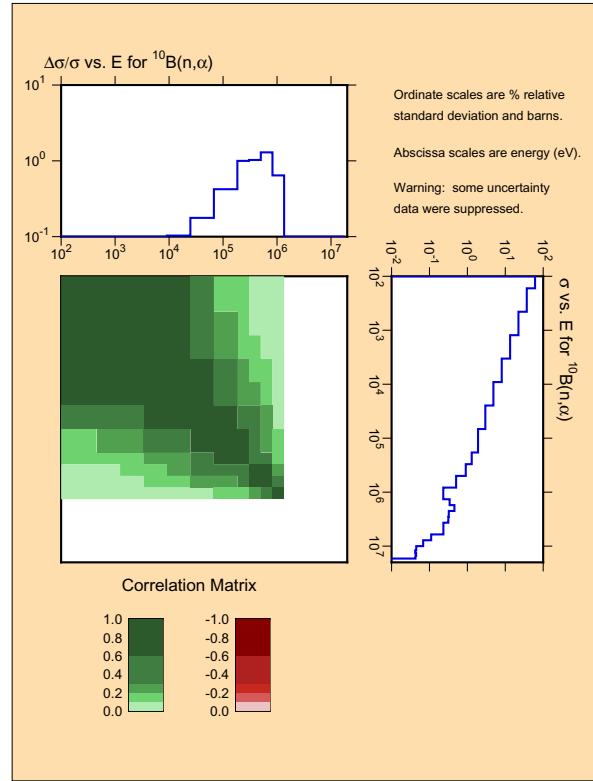 Δσ/σ vs. E for ¹⁰B(n,α)
10¹
10⁰
10⁻¹
10² 10³ 10⁴ 10⁵ 10⁶ 10⁷
Ordinate scales are % relative
standard deviation and barns.
Abscissa scales are energy (eV).
Warning: some uncertainty
data were suppressed.
10⁻² 10⁻¹ 10⁰ 10¹ 10²
10²
10³
10⁴
10⁵
10⁶
10⁷
σ vs. E for ¹⁰B(n,α)
Correlation Matrix
1.0
0.8
0.6
0.4
0.2
0.0
-1.0
-0.8
-0.6
-0.4
-0.2
0.0